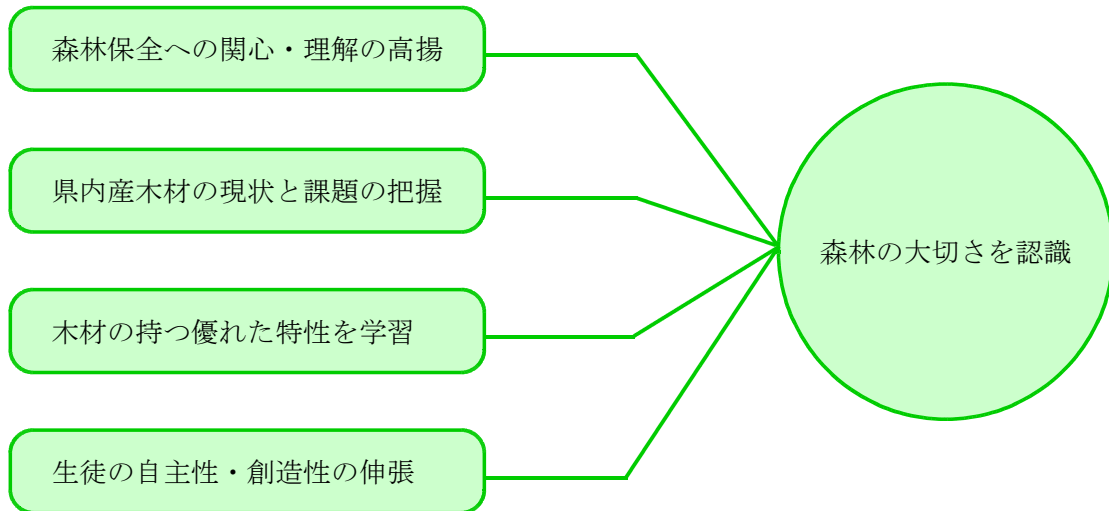 森林保全への関心・理解の高揚
県内産木材の現状と課題の把握
木材の持つ優れた特性を学習
生徒の自主性・創造性の伸張
森林の大切さを認識